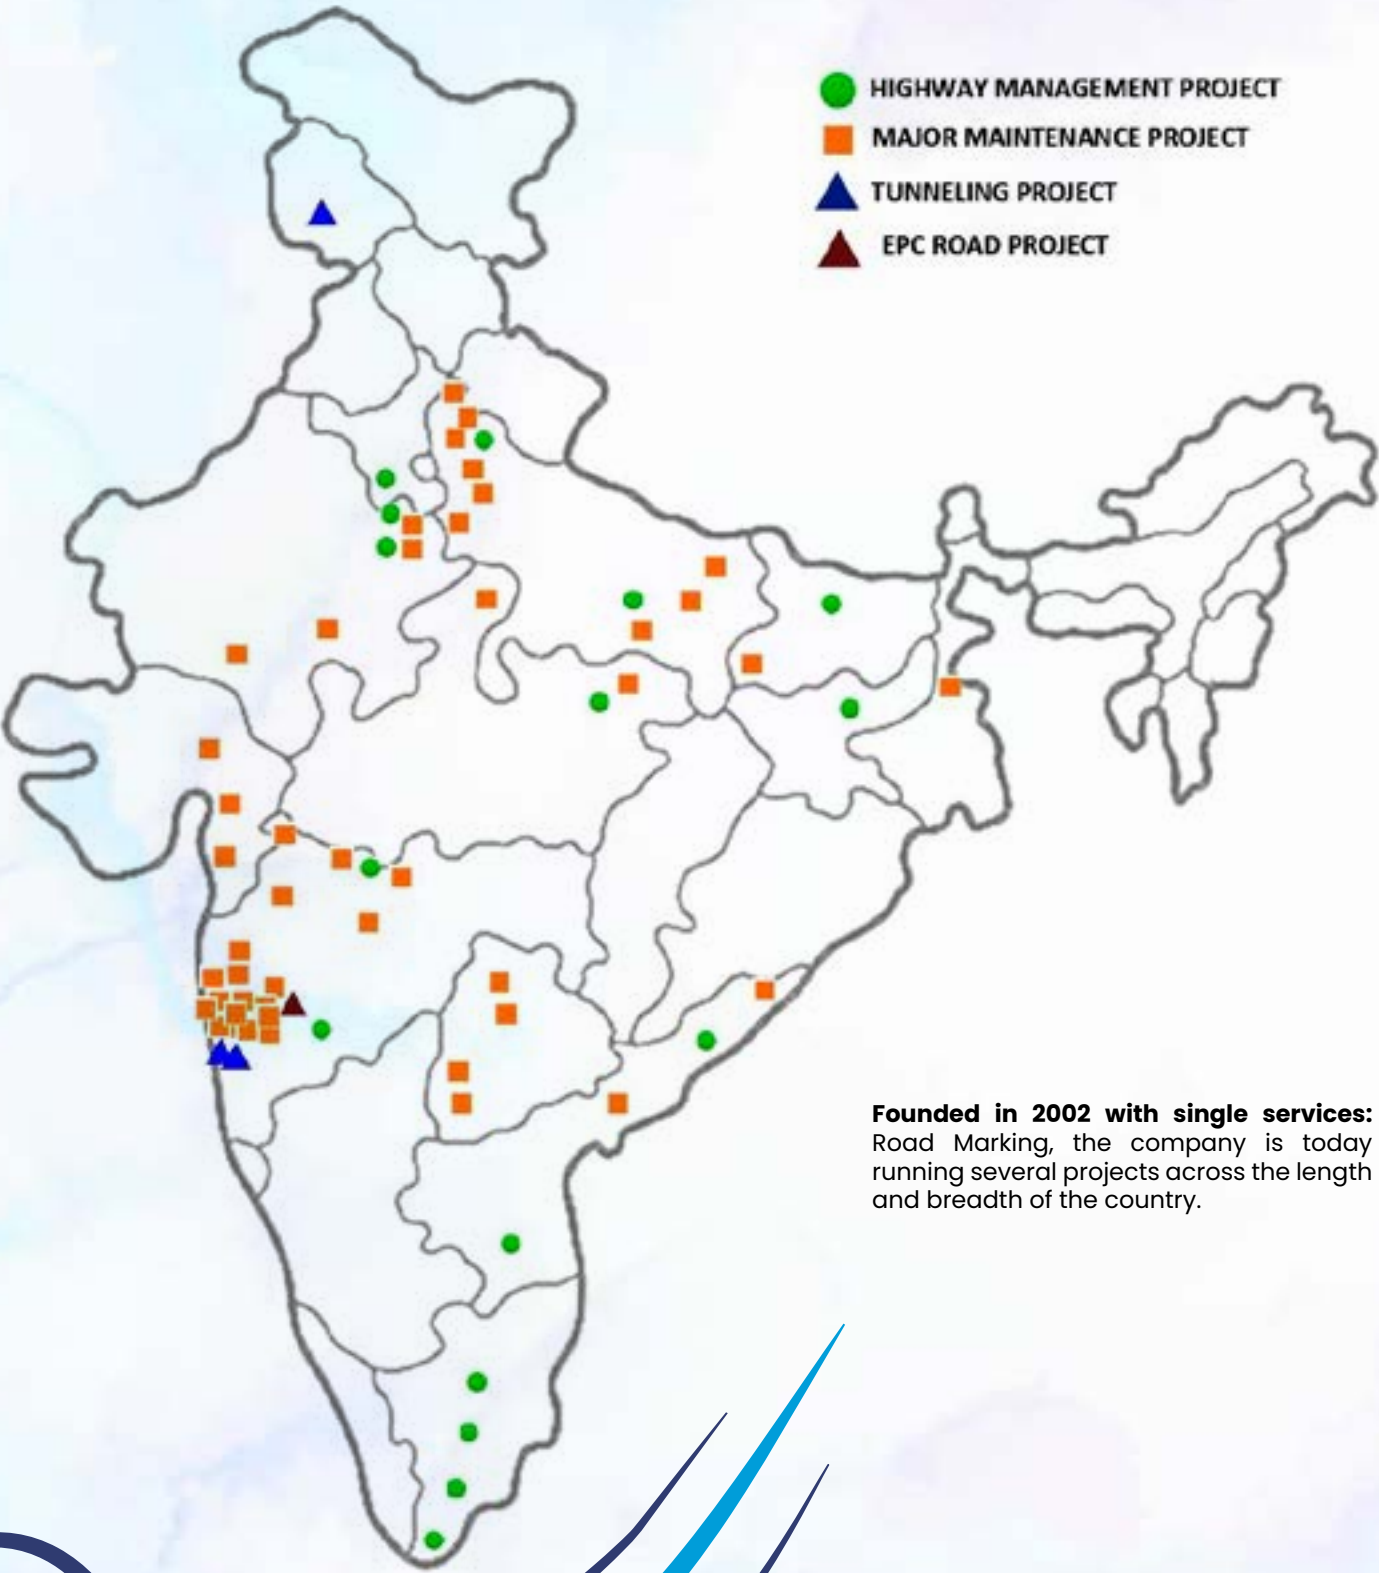 HIGHWAY MANAGEMENT PROJECT
MAJOR MAINTENANCE PROJECT
TUNNELING PROJECT
EPC ROAD PROJECT
Founded in 2002 with single services:
Road Marking, the company is today
running several projects across the length
and breadth of the country.